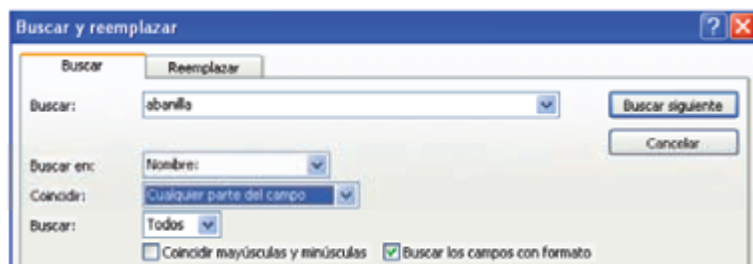 Buscar y reemplazar
Buscar Reemplazar
Buscar: abanilla Buscar siguiente
Cancelar
Buscar en: Nombre:
Coincidir: Cualquier parte del campo
Buscar: Todos
Coincidir mayúsculas y minúsculas Buscar los campos con formato